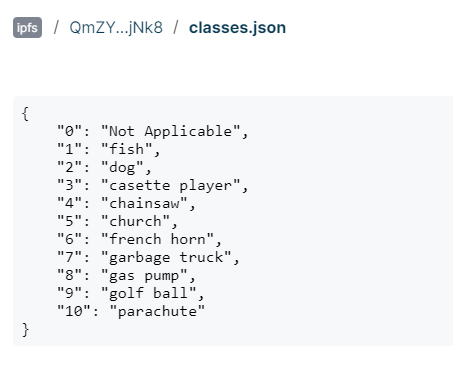 ipfs / QmZY...jNk8 / classes.json
{
    "0": "Not Applicable",
    "1": "fish",
    "2": "dog",
    "3": "casette player",
    "4": "chainsaw",
    "5": "church",
    "6": "french horn",
    "7": "garbage truck",
    "8": "gas pump",
    "9": "golf ball",
    "10": "parachute"
}